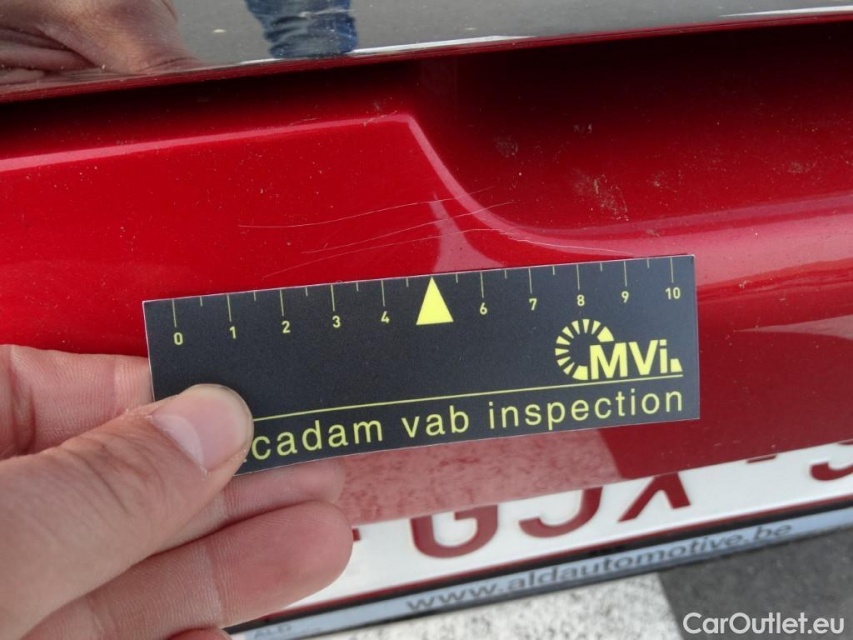 0 1 2 3 4 6 7 8 9 10
MVi
cadam vab inspection
GJX
www.aldautomotive.be
ALD
CarOutlet.eu